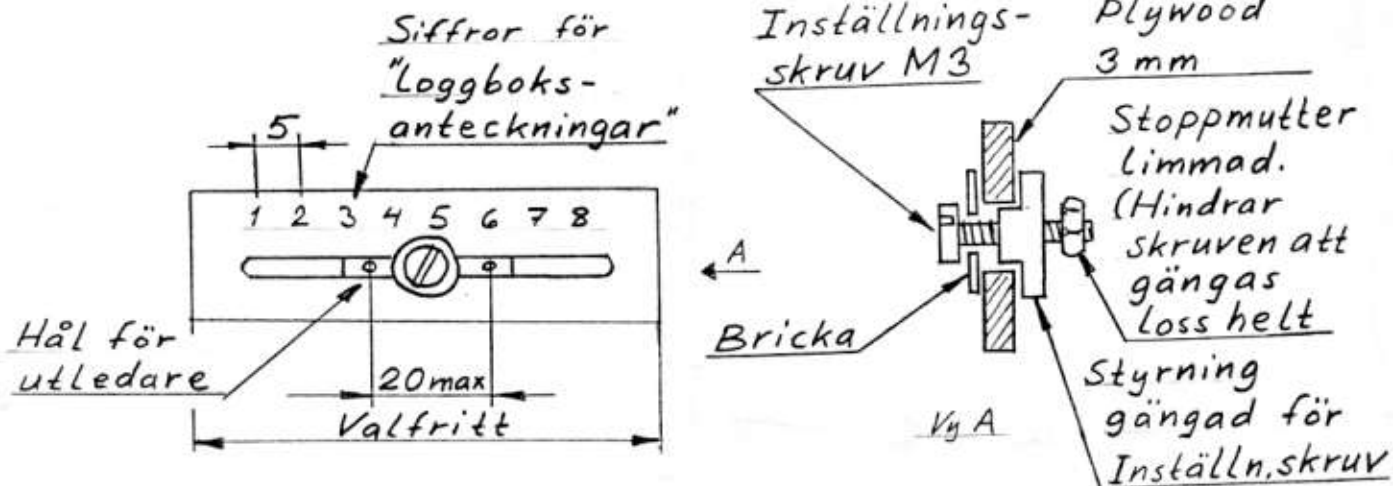 Siffror för
"Loggboks-
anteckningar"
5
1 2 3 4 5 6 7 8
A
Hål för
utledare
20 max
Valfritt
Inställnings-
skruv M3
Plywood
3 mm
Stoppmutter
limmad.
(Hindrar
skruven att
gängas
loss helt
Bricka
Styrning
gängad för
Inställn.skruv
Vy A